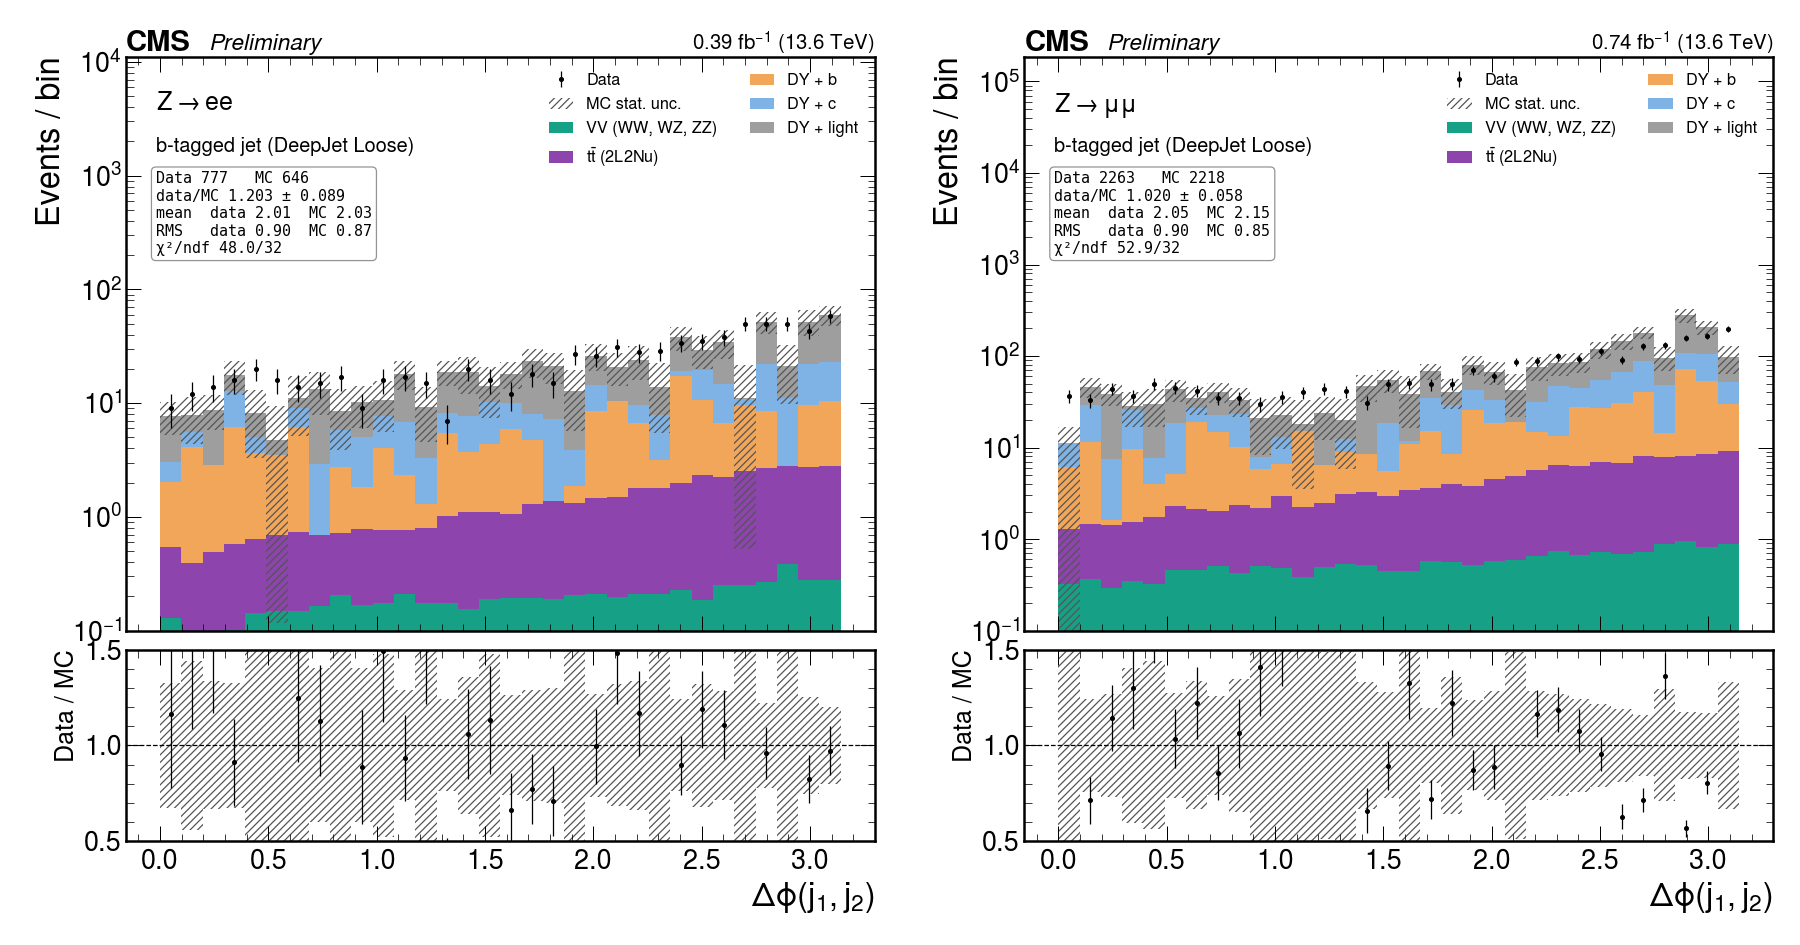 CMS Preliminary 0.39 fb⁻¹ (13.6 TeV)
Events / bin
10⁴
10³
10²
10¹
10⁰
10⁻¹
Z → ee
b-tagged jet (DeepJet Loose)
Data 777 MC 646
data/MC 1.203 ± 0.089
mean data 2.01 MC 2.03
RMS data 0.90 MC 0.87
χ²/ndf 48.0/32
Data
MC stat. unc.
VV (WW, WZ, ZZ)
tt̄ (2L2Nu)
DY + b
DY + c
DY + light
Data / MC
1.5
1.0
0.5
0.0 0.5 1.0 1.5 2.0 2.5 3.0
Δϕ(j₁, j₂)
CMS Preliminary 0.74 fb⁻¹ (13.6 TeV)
Events / bin
10⁵
10⁴
10³
10²
10¹
10⁰
10⁻¹
Z → μμ
b-tagged jet (DeepJet Loose)
Data 2263 MC 2218
data/MC 1.020 ± 0.058
mean data 2.05 MC 2.15
RMS data 0.90 MC 0.85
χ²/ndf 52.9/32
Data
MC stat. unc.
VV (WW, WZ, ZZ)
tt̄ (2L2Nu)
DY + b
DY + c
DY + light
Data / MC
1.5
1.0
0.5
0.0 0.5 1.0 1.5 2.0 2.5 3.0
Δϕ(j₁, j₂)